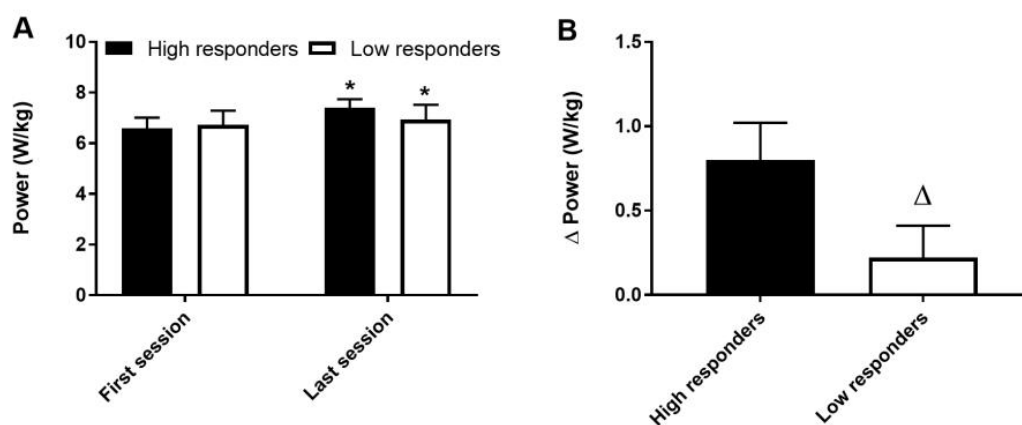 A
Power (W/kg)
10
8
6
4
2
0
High responders
Low responders
*
*
First session
Last session
B
Δ Power (W/kg)
1.5
1.0
0.5
0.0
Δ
High responders
Low responders